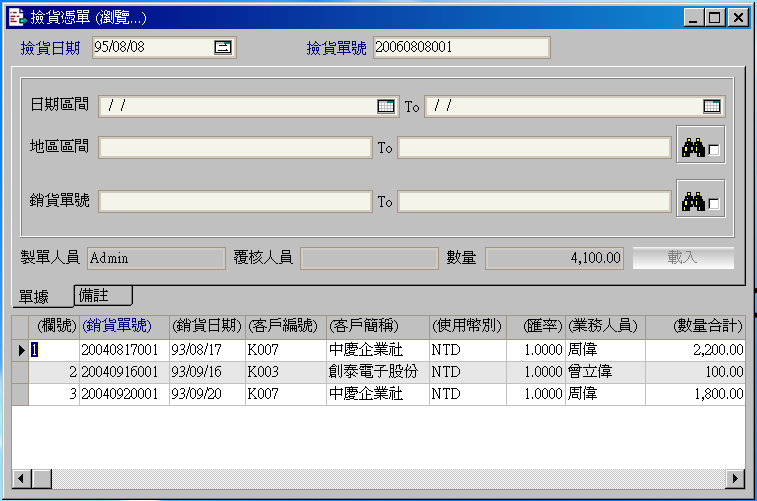 撿貨憑單 (瀏覽...)
撿貨日期 95/08/08 撿貨單號 20060808001
日期區間 / / To / /
地區區間 To
銷貨單號 To
製單人員 Admin 覆核人員 數量 4,100.00 載入
單據 備註
(欄號) (銷貨單號) (銷貨日期) (客戶編號) (客戶簡稱) (使用幣別) (匯率) (業務人員) (數量合計)
1 20040817001 93/08/17 K007 中慶企業社 NTD 1.0000 周偉 2,200.00
2 20040916001 93/09/16 K003 創泰電子股份 NTD 1.0000 曾立偉 100.00
3 20040920001 93/09/20 K007 中慶企業社 NTD 1.0000 周偉 1,800.00